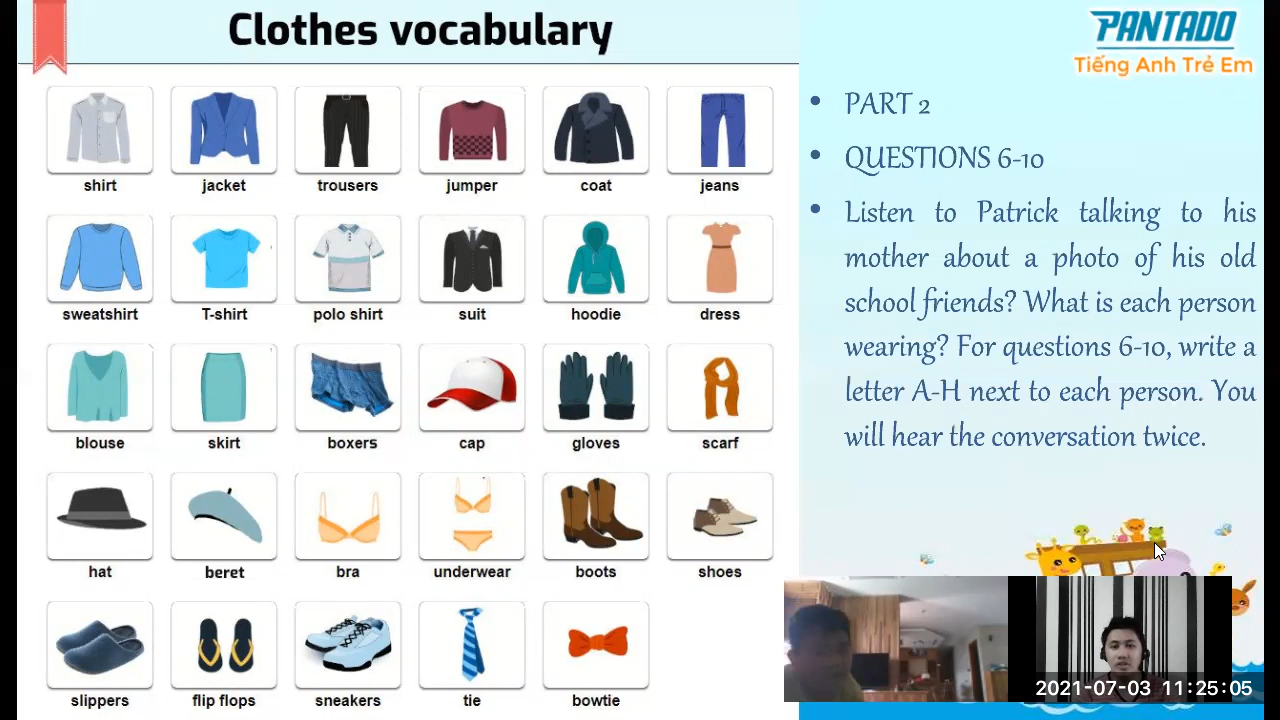 Clothes vocabulary
shirt jacket trousers jumper coat jeans
sweatshirt T-shirt polo shirt suit hoodie dress
blouse skirt boxers cap gloves scarf
hat beret bra underwear boots shoes
slippers flip flops sneakers tie bowtie
PANTADO
Tiếng Anh Trẻ Em
• PART 2
• QUESTIONS 6-10
• Listen to Patrick talking to his
mother about a photo of his old
school friends? What is each person
wearing? For questions 6-10, write a
letter A-H next to each person. You
will hear the conversation twice.
2021-07-03 11:25:05